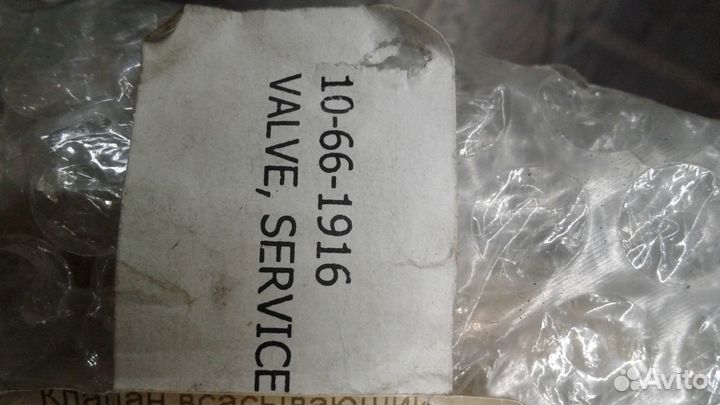 10-66-1916
VALVE, SERVICE
Клапан всасывающий
Avito